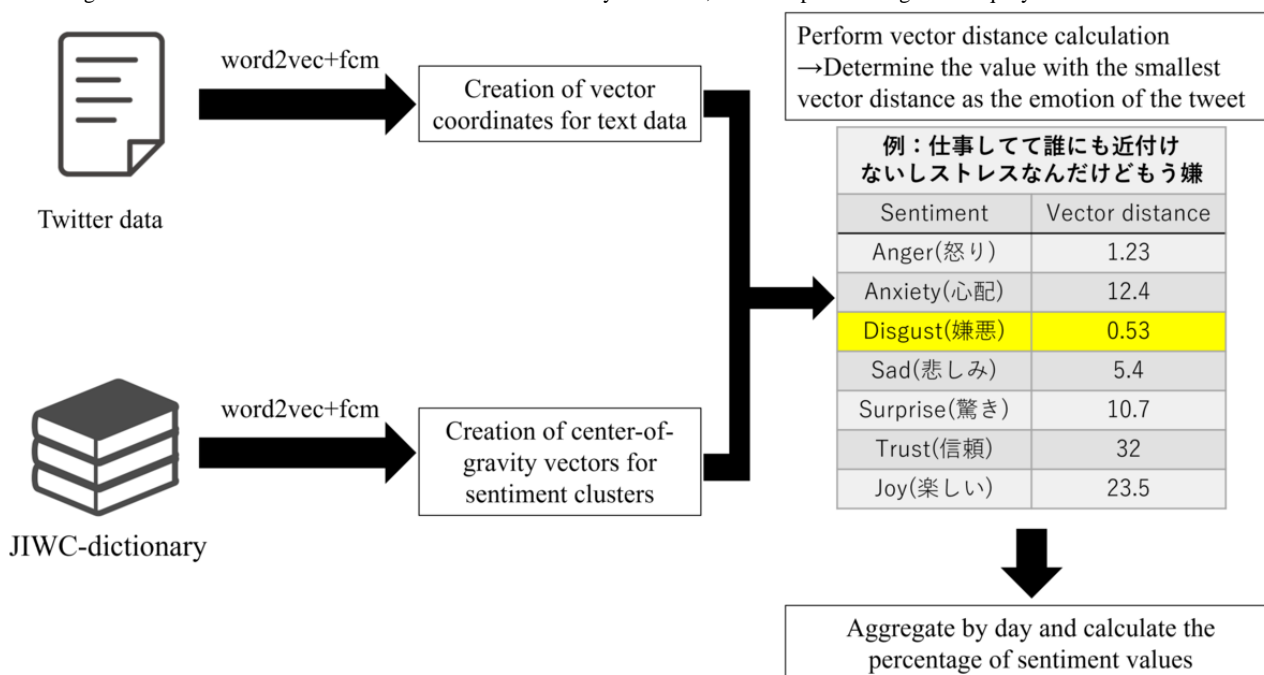 word2vec+fcm
Creation of vector
coordinates for text data
Twitter data
word2vec+fcm
Creation of center-of-
gravity vectors for
sentiment clusters
JIWC-dictionary
Perform vector distance calculation
→Determine the value with the smallest
vector distance as the emotion of the tweet
例：仕事してて誰にも近付け
ないしストレスなんだけどもう嫌
Sentiment Vector distance
Anger(怒り) 1.23
Anxiety(心配) 12.4
Disgust(嫌悪) 0.53
Sad(悲しみ) 5.4
Surprise(驚き) 10.7
Trust(信頼) 32
Joy(楽しい) 23.5
Aggregate by day and calculate the
percentage of sentiment values